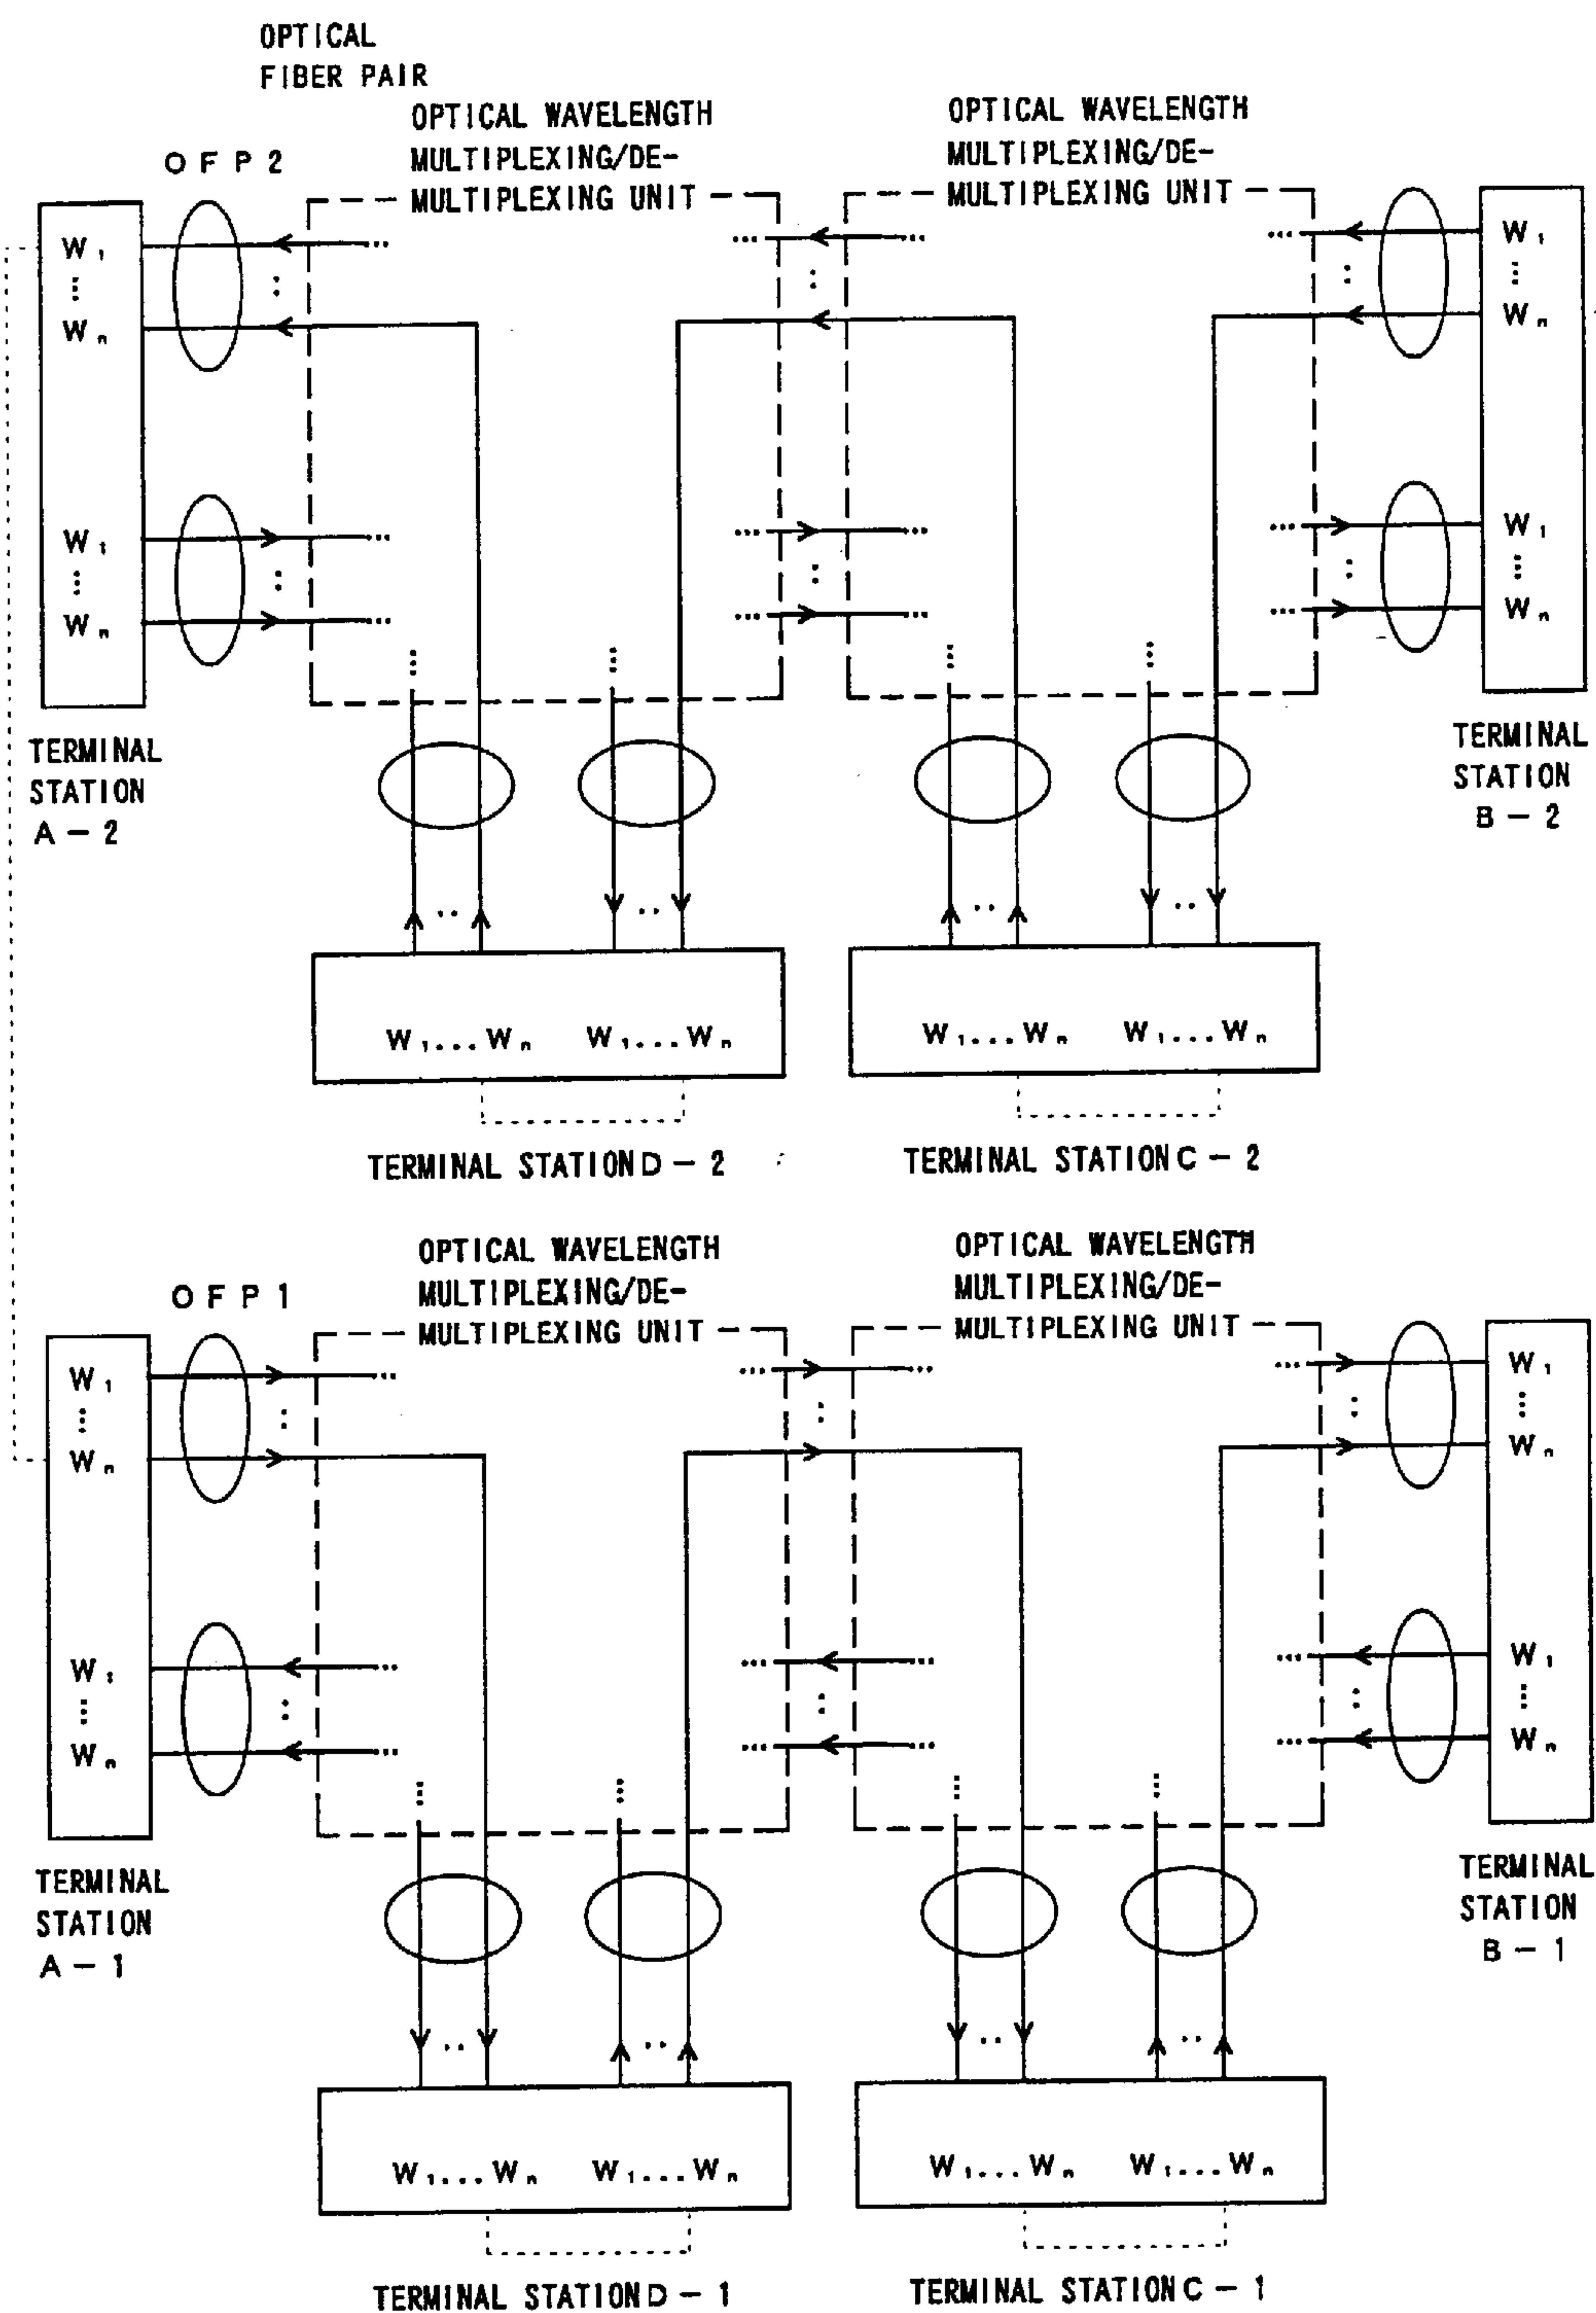 OPTICAL
FIBER PAIR
OFP2
OPTICAL WAVELENGTH
MULTIPLEXING/DE-
MULTIPLEXING UNIT
OPTICAL WAVELENGTH
MULTIPLEXING/DE-
MULTIPLEXING UNIT
W1
⋮
Wn
W1
⋮
Wn
W1
⋮
Wn
W1
⋮
Wn
TERMINAL
STATION
A-2
TERMINAL
STATION
B-2
W1...Wn W1...Wn
W1...Wn W1...Wn
TERMINAL STATION D-2
TERMINAL STATION C-2
OFP1
OPTICAL WAVELENGTH
MULTIPLEXING/DE-
MULTIPLEXING UNIT
OPTICAL WAVELENGTH
MULTIPLEXING/DE-
MULTIPLEXING UNIT
W1
⋮
Wn
W1
⋮
Wn
W1
⋮
Wn
W1
⋮
Wn
TERMINAL
STATION
A-1
TERMINAL
STATION
B-1
W1...Wn W1...Wn
W1...Wn W1...Wn
TERMINAL STATION D-1
TERMINAL STATION C-1